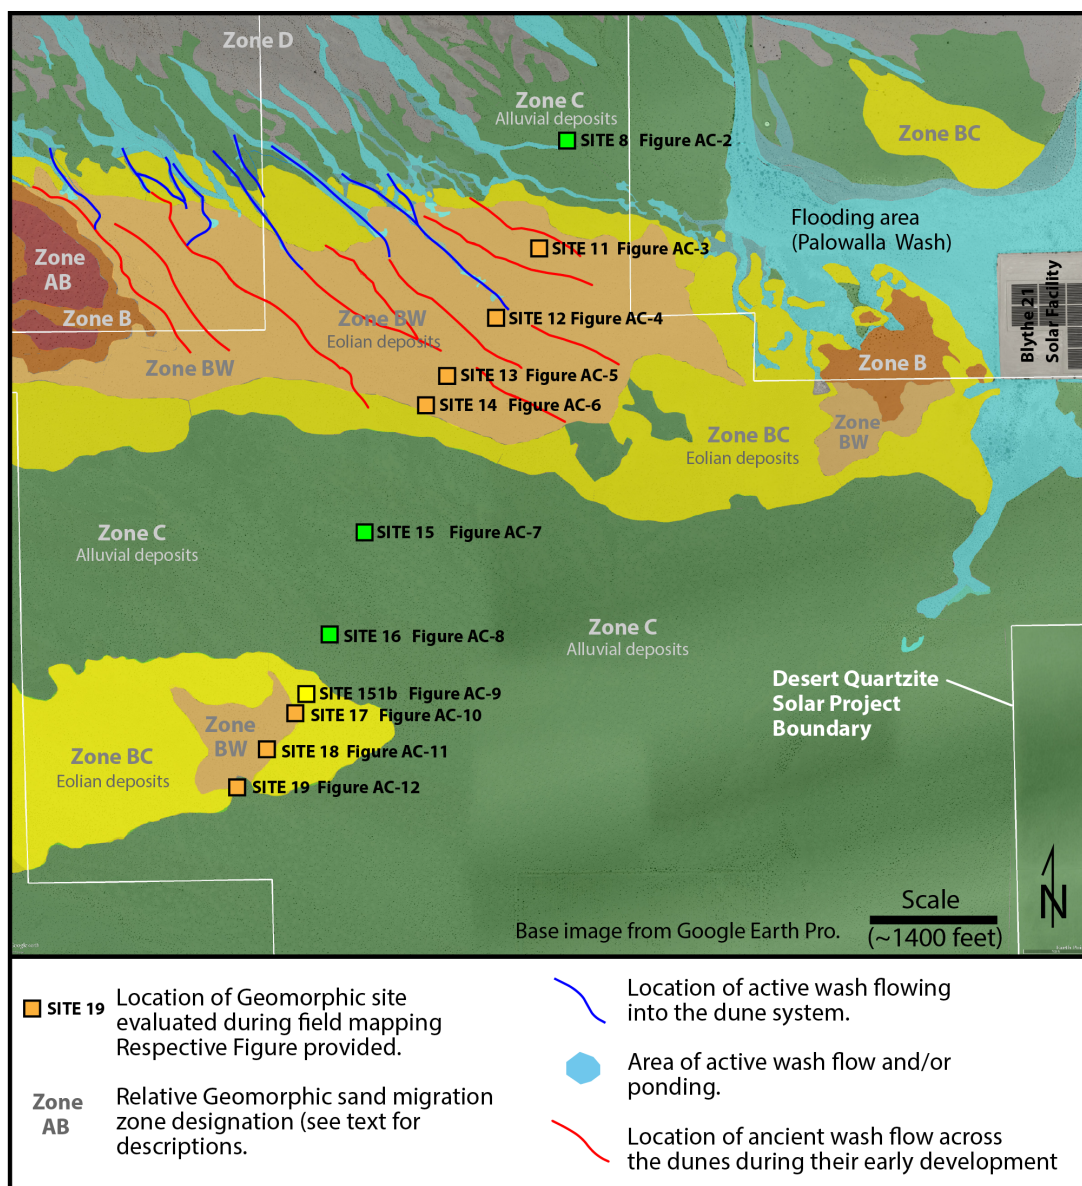 Zone D
Zone C
Alluvial deposits
SITE 8 Figure AC-2
Zone BC
Flooding area
(Palowalla Wash)
SITE 11 Figure AC-3
Zone
AB
Zone B
Blythe 21
Solar Facility
Zone BW
Eolian deposits
SITE 12 Figure AC-4
Zone BW
Zone B
SITE 13 Figure AC-5
SITE 14 Figure AC-6
Zone
BW
Zone BC
Eolian deposits
Zone C
Alluvial deposits
SITE 15 Figure AC-7
Zone C
Alluvial deposits
SITE 16 Figure AC-8
Desert Quartzite
Solar Project
Boundary
SITE 151b Figure AC-9
SITE 17 Figure AC-10
Zone
BW
SITE 18 Figure AC-11
Zone BC
Eolian deposits
SITE 19 Figure AC-12
Scale
(~1400 feet)
N
Base image from Google Earth Pro.
SITE 19
Location of Geomorphic site
evaluated during field mapping
Respective Figure provided.
Zone
AB
Relative Geomorphic sand migration
zone designation (see text for
descriptions.
Location of active wash flowing
into the dune system.
Area of active wash flow and/or
ponding.
Location of ancient wash flow across
the dunes during their early development